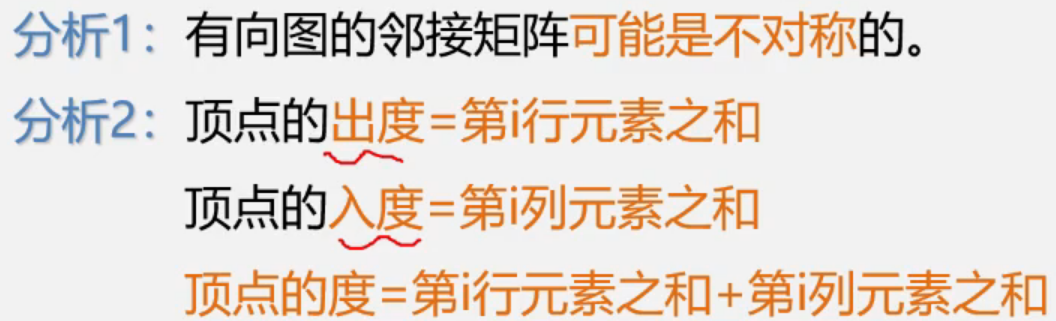 分析1：有向图的邻接矩阵可能是不对称的。
分析2：顶点的出度=第i行元素之和
顶点的入度=第i列元素之和
顶点的度=第i行元素之和+第i列元素之和